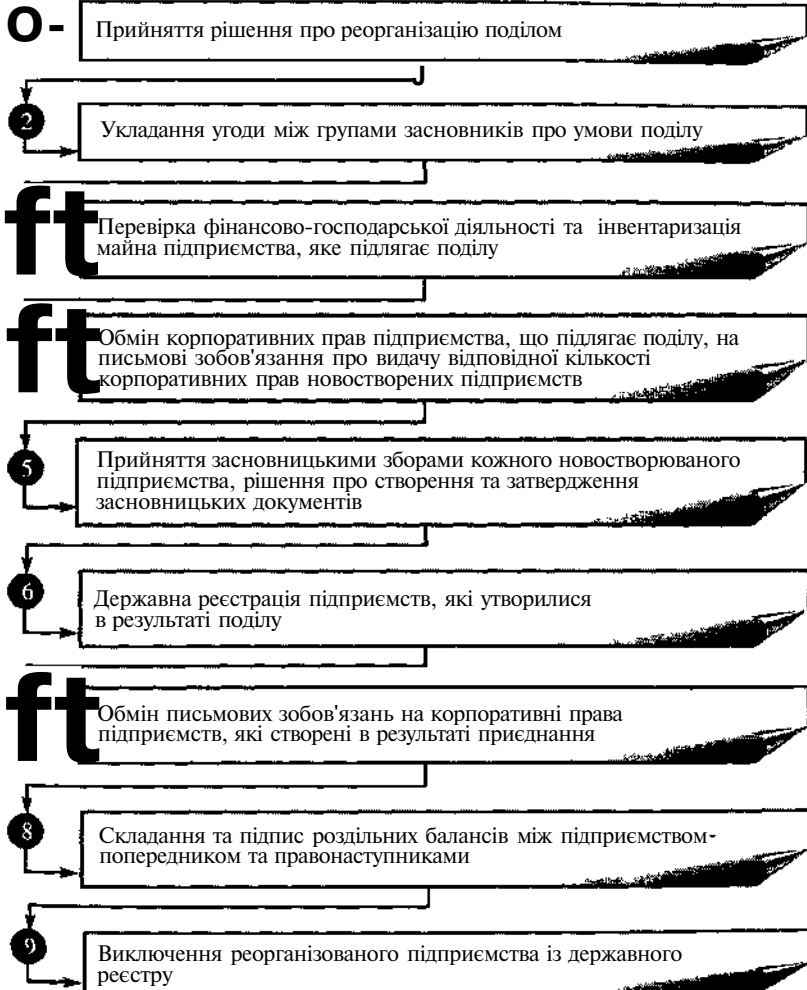 О-
Прийняття рішення про реорганізацію поділом
2
Укладання угоди між групами засновників про умови поділу
ft
Перевірка фінансово-господарської діяльності та інвентаризація
майна підприємства, яке підлягає поділу
ft
Обмін корпоративних прав підприємства, що підлягає поділу, на
письмові зобов'язання про видачу відповідної кількості
корпоративних прав новостворених підприємств
5
Прийняття засновницькими зборами кожного новостворюваного
підприємства, рішення про створення та затвердження
засновницьких документів
6
Державна реєстрація підприємств, які утворилися
в результаті поділу
ft
Обмін письмових зобов'язань на корпоративні права
підприємств, які створені в результаті приєднання
8
Складання та підпис роздільних балансів між підприємством-
попередником та правонаступниками
9
Виключення реорганізованого підприємства із державного
реєстру